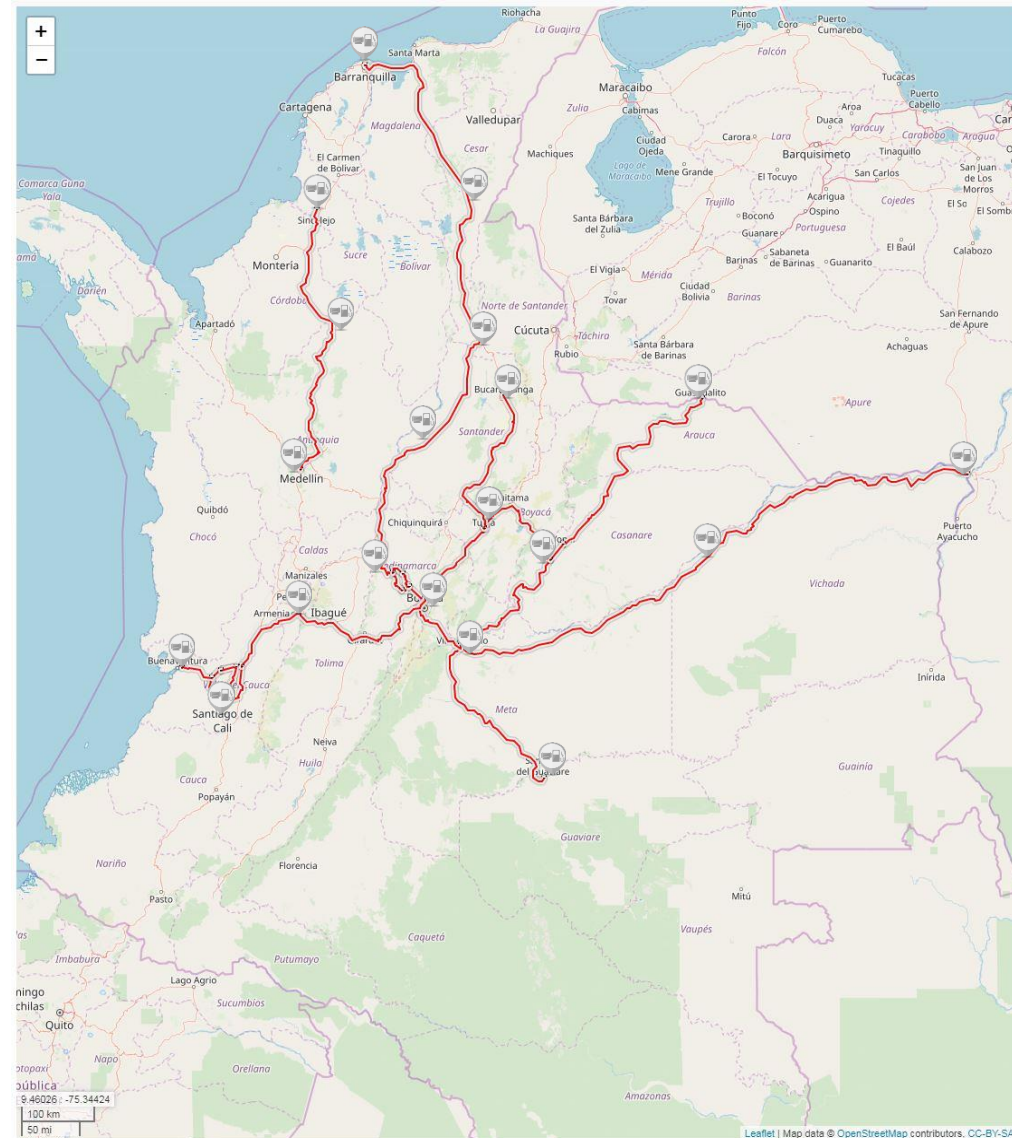 +
−
Riohacha
La Guajira
Punto
Fijo
Coro
Puerto
Cumarebo
Santa Marta
Falcón
Barranquilla
Maracaibo
Tucacas
Cartagena
Zulia
Cabimas
Puerto
Cabello
Magdalena
Valledupar
Aroa
Duaca
Yaracuy
Carabobo
Aragua
Ciudad
Ojeda
Carora
Lara
Cesar
Machiques
Barquisimeto
Tinaquillo
El Carmen
de Bolívar
Lago de
Maracaibo
Mene Grande
El Tocuyo
San Carlos
San Juan
de Los
Morros
Comarca Guna
Yala
Trujillo
Acarigua
Cojedes
Santa Bárbara
del Zulia
Boconó
Ospino
Guanare
Portuguesa
Sucre
Montería
Bolívar
El Vigía
Mérida
Barinas
Sabaneta
de Barinas
Guanarito
El Baúl
Calabozo
Darién
Córdoba
Tovar
Ciudad
Bolivia
Barinas
Norte de Santander
San Fernando
de Apure
Apartadó
Cúcuta
Táchira
Rubio
Santa Bárbara
de Barinas
Achaguas
Apure
Santander
Arauca
Medellín
Quibdó
Chiquinquirá
Boyacá
Casanare
Puerto
Ayacucho
Chocó
Caldas
Manizales
Vichada
Armenia
Ibagué
Tolima
Inírida
Santiago de
Cali
Meta
Neiva
Huila
Guainía
Cauca
Popayán
Guaviare
Nariño
Florencia
Pasto
Mitú
Vaupés
Caquetá
Putumayo
Imbabura
Lago Agrio
Sucumbíos
Quito
Napo
Orellana
Amazonas
9.46026 : -75.34424
100 km
50 mi
Leaflet | Map data © OpenStreetMap contributors, CC-BY-SA